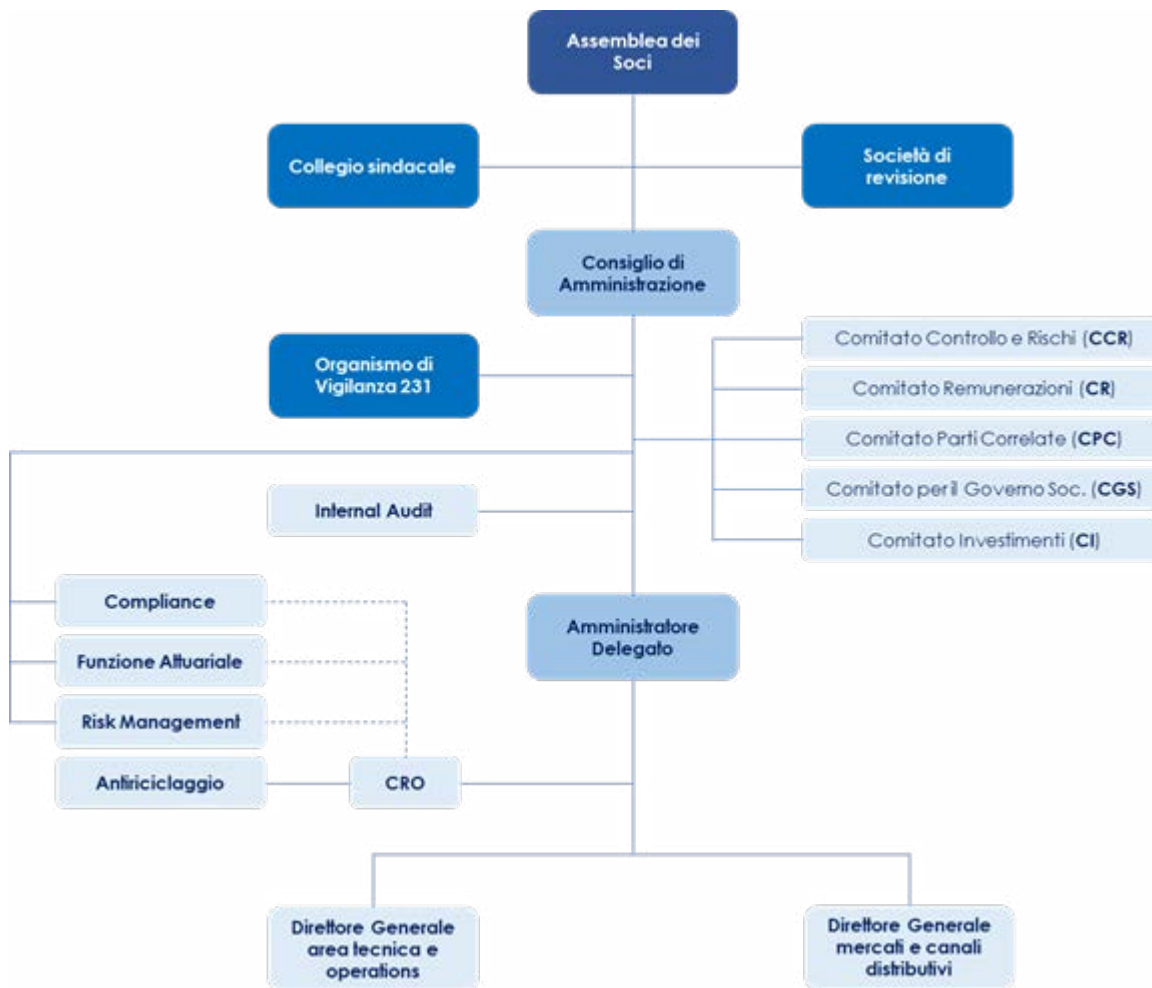 Assemblea dei
Soci
Collegio sindacale
Società di
revisione
Consiglio di
Amministrazione
Organismo di
Vigilanza 231
Comitato Controllo e Rischi (CCR)
Comitato Remunerazioni (CR)
Comitato Parti Correlate (CPC)
Comitato per il Governo Soc. (CGS)
Comitato Investimenti (CI)
Internal Audit
Compliance
Funzione Attuariale
Risk Management
Antiriciclaggio
CRO
Amministratore
Delegato
Direttore Generale
area tecnica e
operations
Direttore Generale
mercati e canali
distributivi